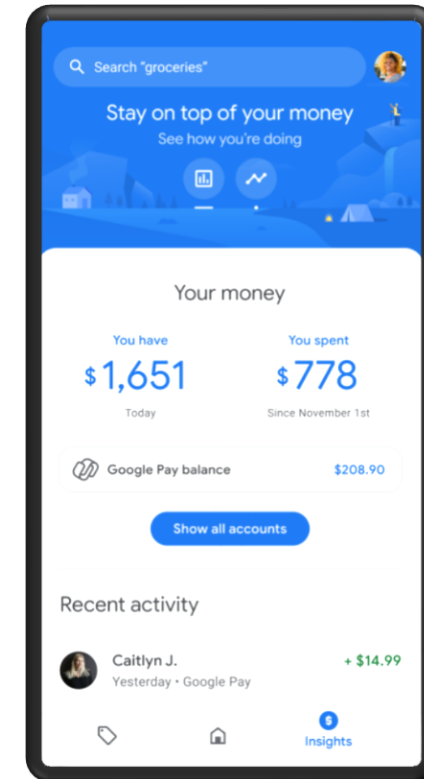 Search "groceries"
Stay on top of your money
See how you're doing
Your money
You have
You spent
$1,651
$778
Today
Since November 1st
Google Pay balance
$208.90
Show all accounts
Recent activity
Caitlyn J.
+ $14.99
Yesterday • Google Pay
$
Insights